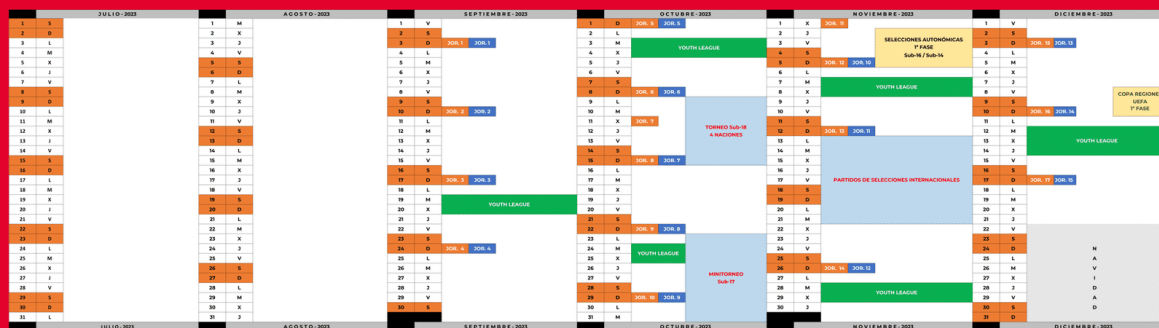 JULIO - 2023
1 S
2 D
3 L
4 M
5 X
6 J
7 V
8 S
9 D
10 L
11 M
12 X
13 J
14 V
15 S
16 D
17 L
18 M
19 X
20 J
21 V
22 S
23 D
24 L
25 M
26 X
27 J
28 V
29 S
30 D
31 L
JULIO - 2023
AGOSTO - 2023
1 M
2 X
3 J
4 V
5 S
6 D
7 L
8 M
9 X
10 J
11 V
12 S
13 D
14 L
15 M
16 X
17 J
18 V
19 S
20 D
21 L
22 M
23 X
24 J
25 V
26 S
27 D
28 L
29 M
30 X
31 J
AGOSTO - 2023
SEPTIEMBRE - 2023
1 V
2 S
3 D JOR. 1 JOR. 1
4 L
5 M
6 X
7 J
8 V
9 S
10 D JOR. 2 JOR. 2
11 L
12 M
13 X
14 J
15 V
16 S
17 D JOR. 3 JOR. 3
18 L
19 M
YOUTH LEAGUE
20 X
21 J
22 V
23 S
24 D JOR. 4 JOR. 4
25 L
26 M
27 X
28 J
29 V
30 S
SEPTIEMBRE - 2023
OCTUBRE - 2023
1 D JOR. 5 JOR. 5
2 L
3 M
YOUTH LEAGUE
4 X
5 J
6 V
7 S
8 D JOR. 6 JOR. 6
9 L
10 M
11 X JOR. 7
TORNEO Sub-18
12 J
4 NACIONES
13 V
14 S
15 D JOR. 8 JOR. 7
16 L
17 M
18 X
19 J
20 V
21 S
22 D JOR. 9 JOR. 8
23 L
24 M
YOUTH LEAGUE
25 X
26 J
MINITORNEO
27 V
Sub-17
28 S
29 D JOR. 10 JOR. 9
30 L
31 M
OCTUBRE - 2023
NOVIEMBRE - 2023
1 X JOR. 11
2 J
SELECCIONES AUTONÓMICAS
3 V
1ª FASE
4 S
Sub-16 / Sub-14
5 D JOR. 12 JOR. 10
6 L
7 M
YOUTH LEAGUE
8 X
9 J
10 V
11 S
12 D JOR. 13 JOR. 11
13 L
14 M
15 X
16 J
17 V
PARTIDOS DE SELECCIONES INTERNACIONALES
18 S
19 D
20 L
21 M
22 X
23 J
24 V
25 S
26 D JOR. 14 JOR. 12
27 L
28 M
YOUTH LEAGUE
29 X
30 J
NOVIEMBRE - 2023
DICIEMBRE - 2023
1 V
2 S
3 D JOR. 15 JOR. 13
4 L
5 M
6 X
7 J
8 V
COPA REGIONE
9 S
UEFA
10 D JOR. 16 JOR. 14
1ª FASE
11 L
12 M
YOUTH LEAGUE
13 X
14 J
15 V
16 S
17 D JOR. 17 JOR. 15
18 L
19 M
20 X
21 J
22 V
23 S
24 D N
25 L A
26 M V
27 X I
28 J D
29 V A
30 S D
31 D
DICIEMBRE - 2023